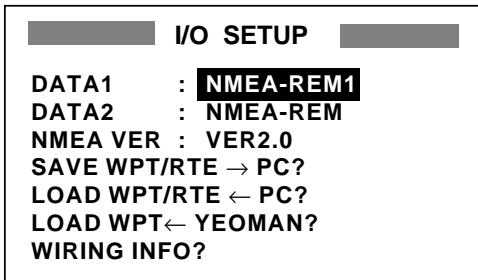 I/O SETUP
DATA1 : NMEA-REM1
DATA2 : NMEA-REM
NMEA VER : VER2.0
SAVE WPT/RTE → PC?
LOAD WPT/RTE ← PC?
LOAD WPT← YEOMAN?
WIRING INFO?